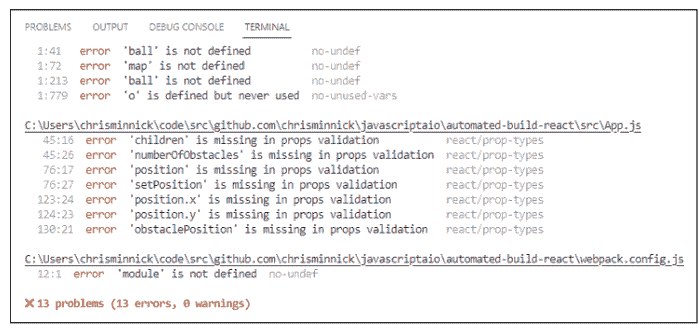 PROBLEMS OUTPUT DEBUG CONSOLE TERMINAL
1:41 error 'ball' is not defined no-undef
1:72 error 'map' is not defined no-undef
1:213 error 'ball' is not defined no-undef
1:779 error 'o' is defined but never used no-unused-vars
C:\Users\chrisminnick\code\src\github.com\chrisminnick\javascriptaio\automated-build-react\src\App.js
45:16 error 'children' is missing in props validation react/prop-types
45:26 error 'numberOfObstacles' is missing in props validation react/prop-types
76:17 error 'position' is missing in props validation react/prop-types
76:27 error 'setPosition' is missing in props validation react/prop-types
123:24 error 'position.x' is missing in props validation react/prop-types
124:23 error 'position.y' is missing in props validation react/prop-types
130:21 error 'obstaclePosition' is missing in props validation react/prop-types
C:\Users\chrisminnick\code\src\github.com\chrisminnick\javascriptaio\automated-build-react\webpack.config.js
12:1 error 'module' is not defined no-undef
✖ 13 problems (13 errors, 0 warnings)